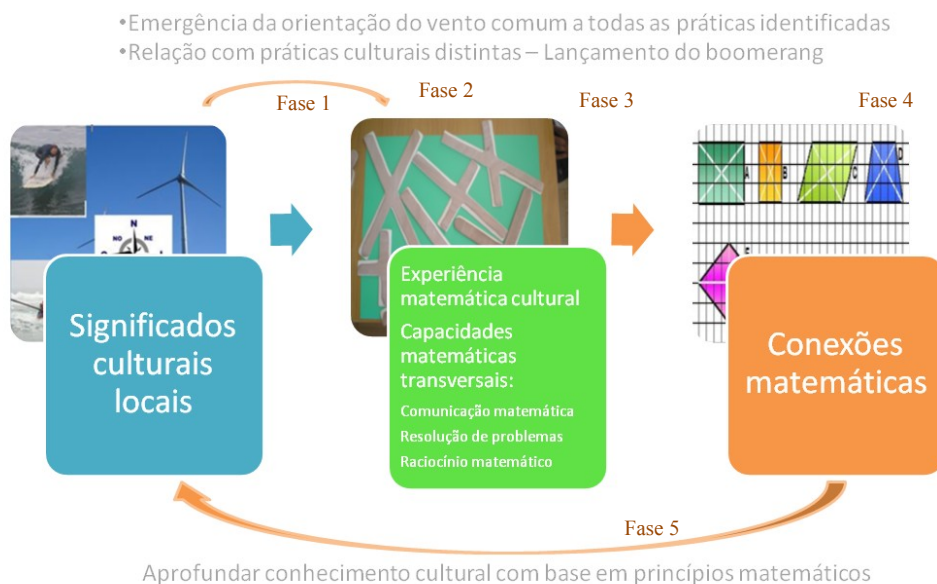 •Emergência da orientação do vento comum a todas as práticas identificadas
•Relação com práticas culturais distintas – Lançamento do boomerang
Fase 1
Fase 2
Fase 3
Fase 4
N
NO
NE
A
B
C
D
Significados
culturais
locais
Experiência
matemática cultural
Capacidades
matemáticas
transversais:
Comunicação matemática
Resolução de problemas
Raciocínio matemático
Conexões
matemáticas
Fase 5
Aprofundar conhecimento cultural com base em princípios matemáticos